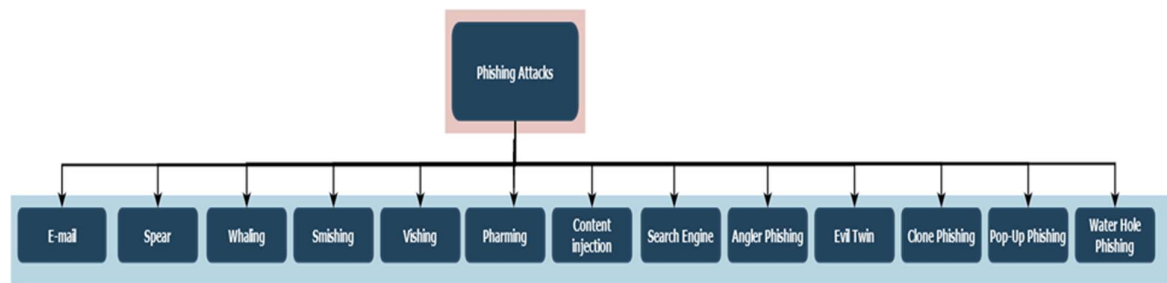 Phishing Attacks
E-mail
Spear
Whaling
Smishing
Vishing
Pharming
Content
injection
Search Engine
Angler Phishing
Evil Twin
Clone Phishing
Pop-Up Phishing
Water Hole
Phishing